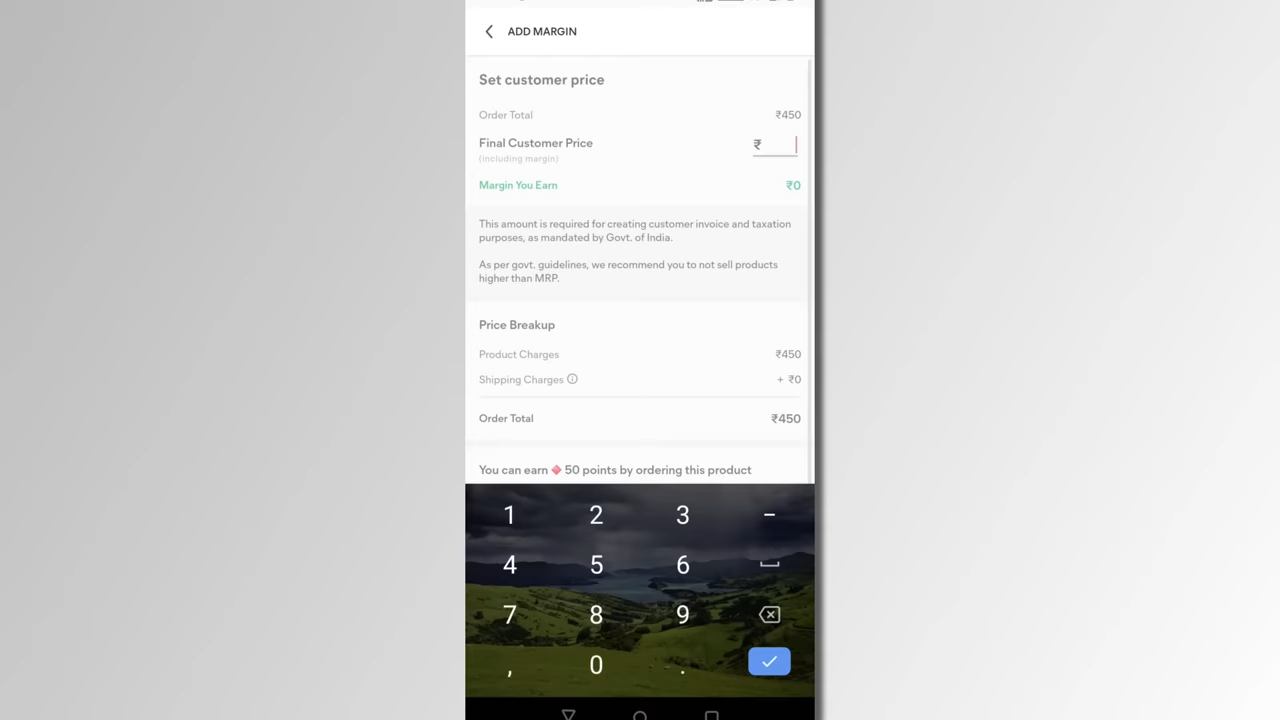 ADD MARGIN
Set customer price
Order Total ₹450
Final Customer Price ₹
(including margin)
Margin You Earn ₹0
This amount is required for creating customer invoice and taxation
purposes, as mandated by Govt. of India.
As per govt. guidelines, we recommend you to not sell products
higher than MRP.
Price Breakup
Product Charges ₹450
Shipping Charges + ₹0
Order Total ₹450
You can earn 50 points by ordering this product
1 2 3 -
4 5 6
7 8 9
, 0 .